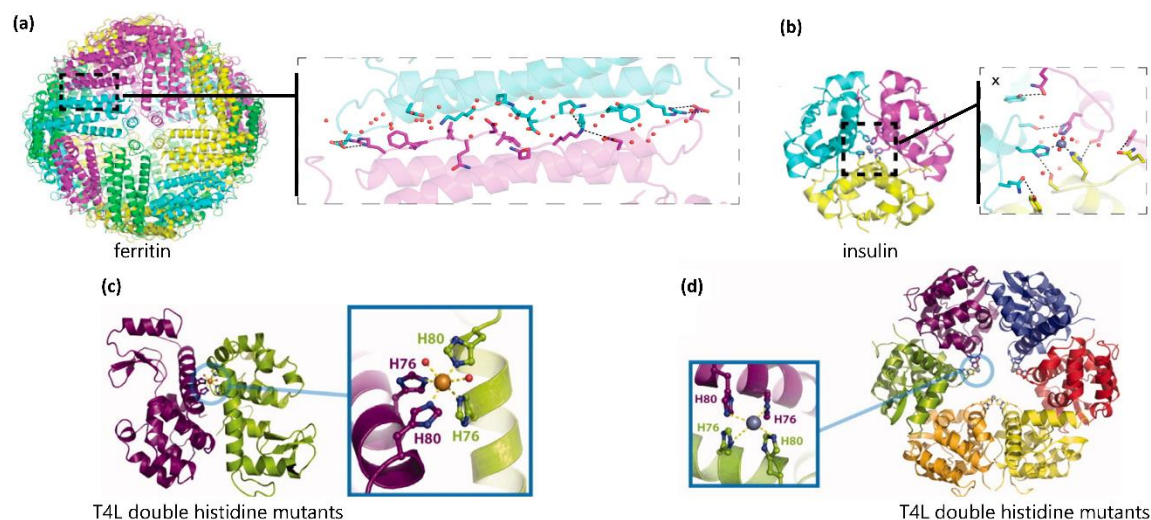 (a)
ferritin
(b)
x
insulin
(c)
H80
H76
H80
H76
T4L double histidine mutants
(d)
H80
H76
H76
H80
T4L double histidine mutants